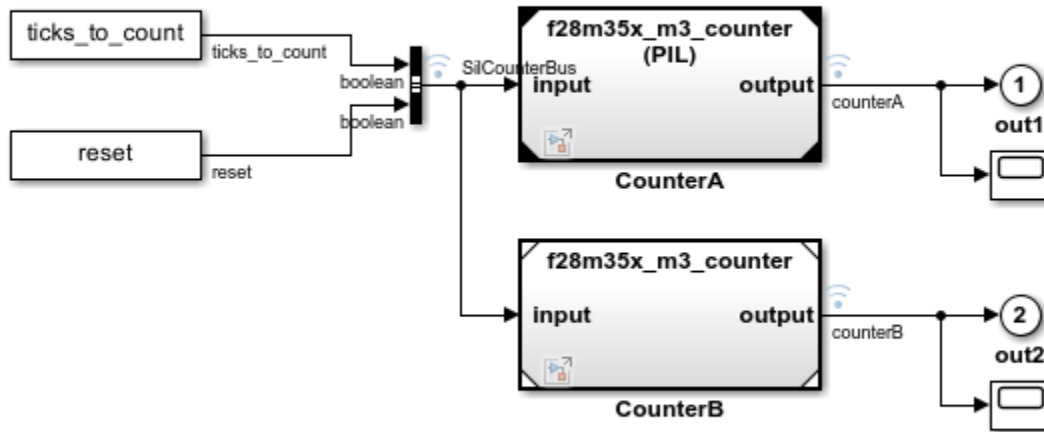 ticks_to_count
ticks_to_count
boolean
SilCounterBus
boolean
reset
reset
f28m35x_m3_counter
(PIL)
input
output
counterA
1
out1
CounterA
f28m35x_m3_counter
input
output
counterB
2
out2
CounterB